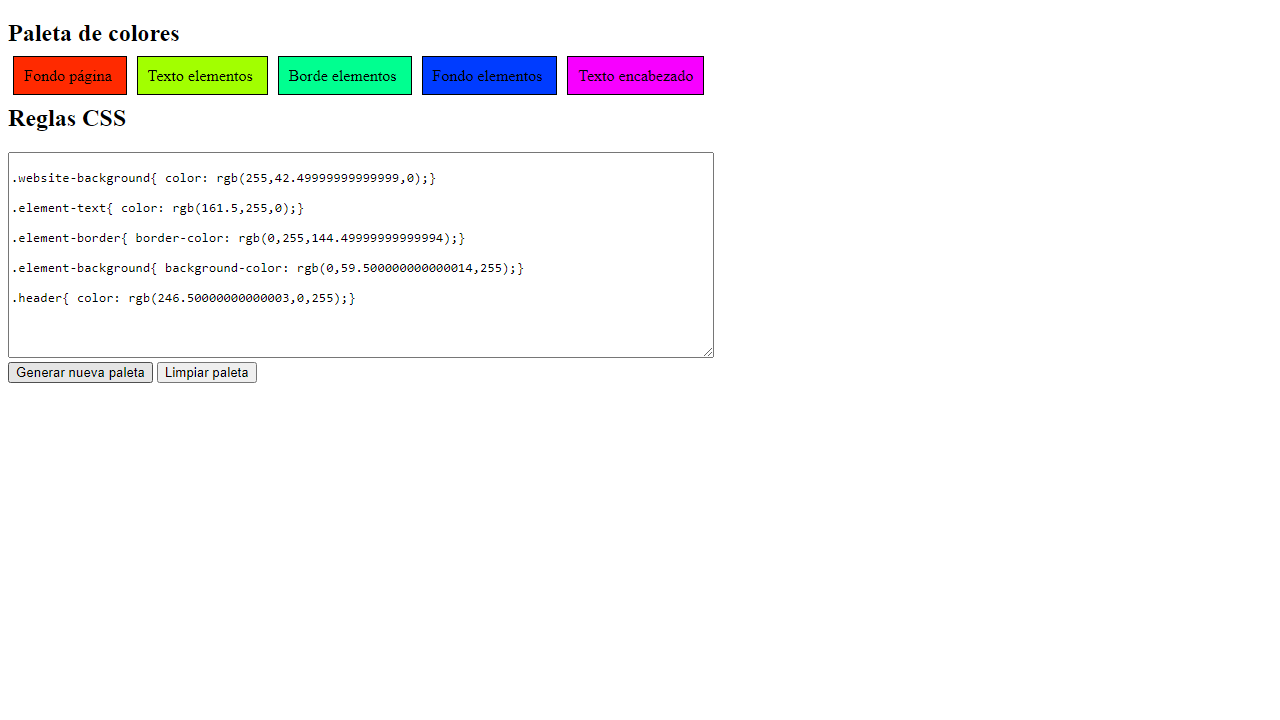 Paleta de colores
Fondo página Texto elementos Borde elementos Fondo elementos Texto encabezado
Reglas CSS
.website-background{ color: rgb(255,42.49999999999999,0);}
.element-text{ color: rgb(161.5,255,0);}
.element-border{ border-color: rgb(0,255,144.49999999999994);}
.element-background{ background-color: rgb(0,59.500000000000014,255);}
.header{ color: rgb(246.50000000000003,0,255);}
Generar nueva paleta Limpiar paleta